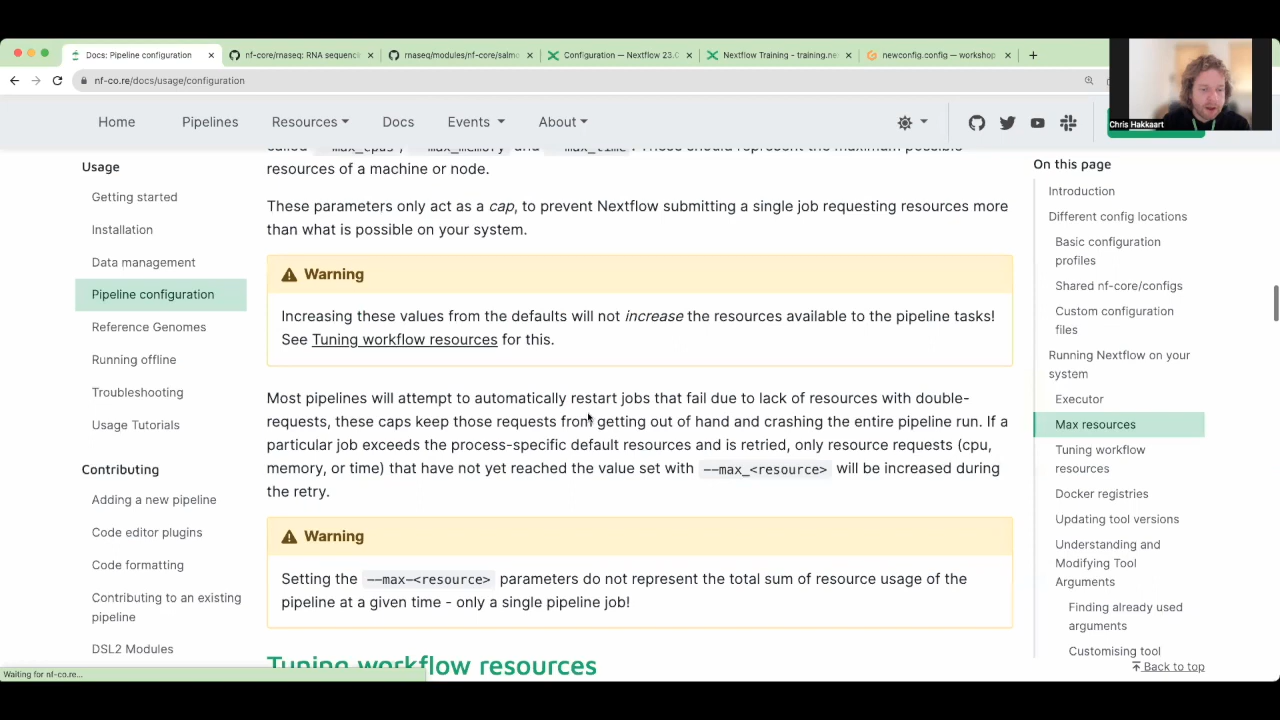 Docs: Pipeline configuration
nf-core/rnaseq: RNA sequenci
rnaseq/modules/nf-core/salm
Configuration — Nextflow 23.
Nextflow Training - training.ne
newconfig.config — workshop
nf-co.re/docs/usage/configuration
Chris Hakkaart
Home
Pipelines
Resources
Docs
Events
About
Usage
Getting started
Installation
Data management
Pipeline configuration
Reference Genomes
Running offline
Troubleshooting
Usage Tutorials
Contributing
Adding a new pipeline
Code editor plugins
Code formatting
Contributing to an existing
pipeline
DSL2 Modules
called --max_cpus, --max_memory and --max_time. These should represent the maximum possible
resources of a machine or node.
These parameters only act as a cap, to prevent Nextflow submitting a single job requesting resources more
than what is possible on your system.
Warning
Increasing these values from the defaults will not increase the resources available to the pipeline tasks!
See Tuning workflow resources for this.
Most pipelines will attempt to automatically restart jobs that fail due to lack of resources with double-
requests, these caps keep those requests from getting out of hand and crashing the entire pipeline run. If a
particular job exceeds the process-specific default resources and is retried, only resource requests (cpu,
memory, or time) that have not yet reached the value set with --max_<resource> will be increased during
the retry.
Warning
Setting the --max-<resource> parameters do not represent the total sum of resource usage of the
pipeline at a given time - only a single pipeline job!
Tuning workflow resources
On this page
Introduction
Different config locations
Basic configuration
profiles
Shared nf-core/configs
Custom configuration
files
Running Nextflow on your
system
Executor
Max resources
Tuning workflow
resources
Docker registries
Updating tool versions
Understanding and
Modifying Tool
Arguments
Finding already used
arguments
Customising tool
Back to top
Waiting for nf-co.re...